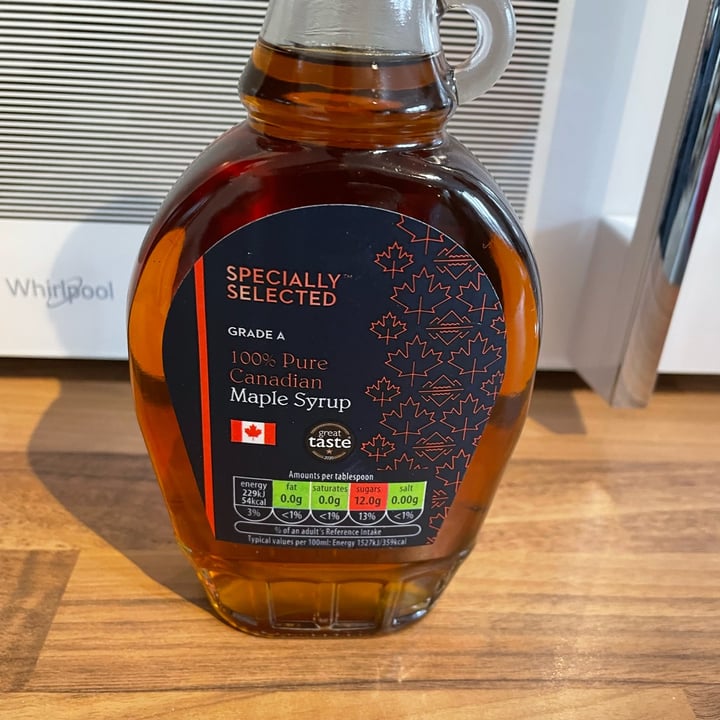 Whirlpool
SPECIALLY™
SELECTED
GRADE A
100% Pure
Canadian
Maple Syrup
great
taste
2020
Amounts per tablespoon
energy 229kJ 54kcal 3%
fat 0.0g <1%
saturates 0.0g <1%
sugars 12.0g 13%
salt 0.00g <1%
% of an adult's Reference Intake
Typical values per 100ml: Energy 1527kJ/359kcal